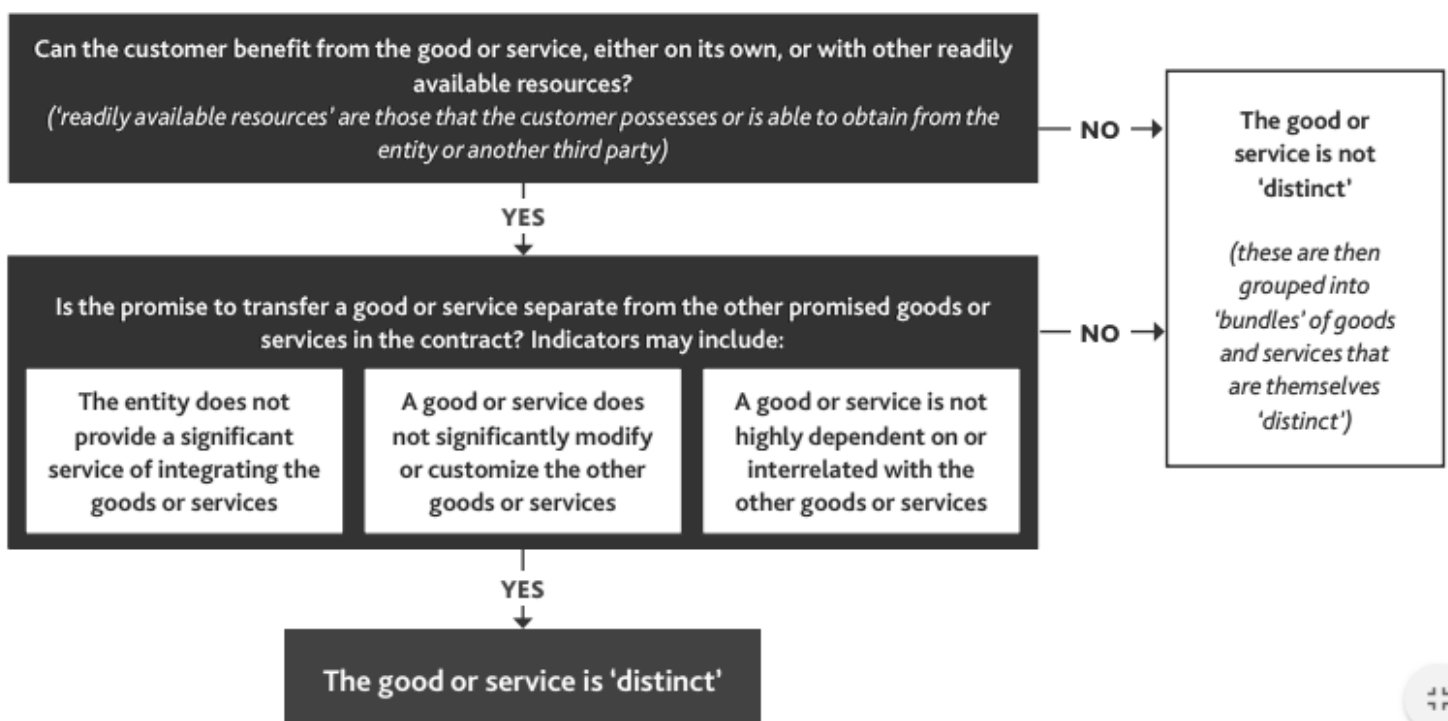 Can the customer benefit from the good or service, either on its own, or with other readily
available resources?
(‘readily available resources’ are those that the customer possesses or is able to obtain from the
entity or another third party)
NO
The good or
service is not
‘distinct’
(these are then
grouped into
‘bundles’ of goods
and services that
are themselves
‘distinct’)
YES
Is the promise to transfer a good or service separate from the other promised goods or
services in the contract? Indicators may include:
NO
The entity does not
provide a significant
service of integrating the
goods or services
A good or service does
not significantly modify
or customize the other
goods or services
A good or service is not
highly dependent on or
interrelated with the
other goods or services
YES
The good or service is ‘distinct’